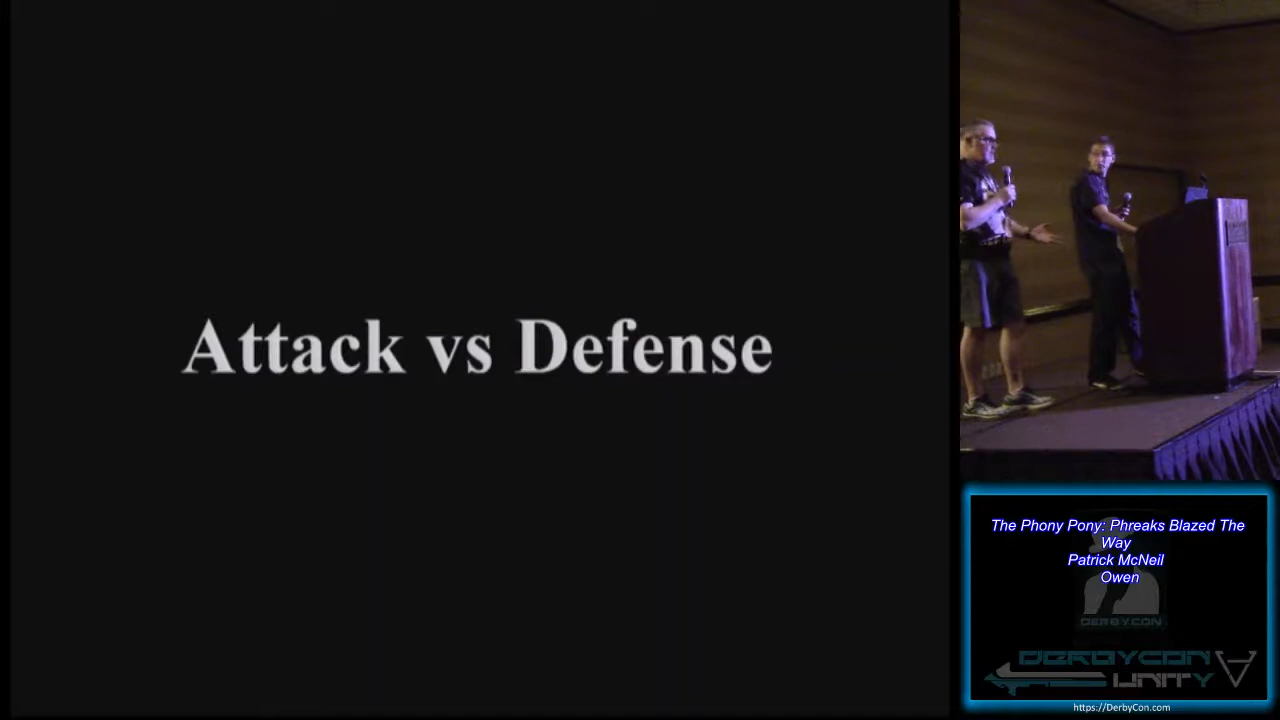 Attack vs Defense
The Phony Pony: Phreaks Blazed The
Way
Patrick McNeil
Owen
DERBYCON
DERBYCON
UNITY
https://DerbyCon.com